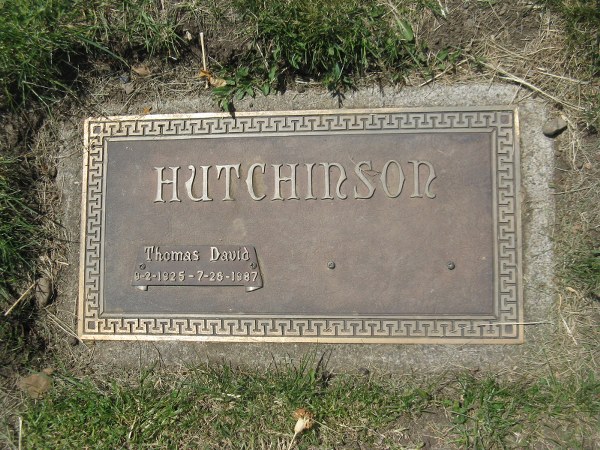 HUTCHINSON
Thomas David
9-2-1925 - 7-26-1987